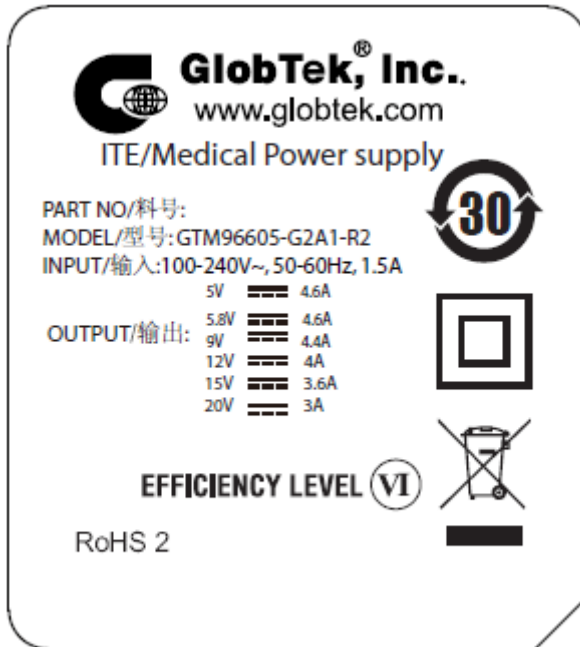 GlobTek,® Inc.
www.globtek.com
ITE/Medical Power supply
30
PART NO/料号:
MODEL/型号: GTM96605-G2A1-R2
INPUT/输入:100-240V~, 50-60Hz, 1.5A
OUTPUT/输出:
5V 4.6A
5.8V 4.6A
9V 4.4A
12V 4A
15V 3.6A
20V 3A
EFFICIENCY LEVEL VI
RoHS 2